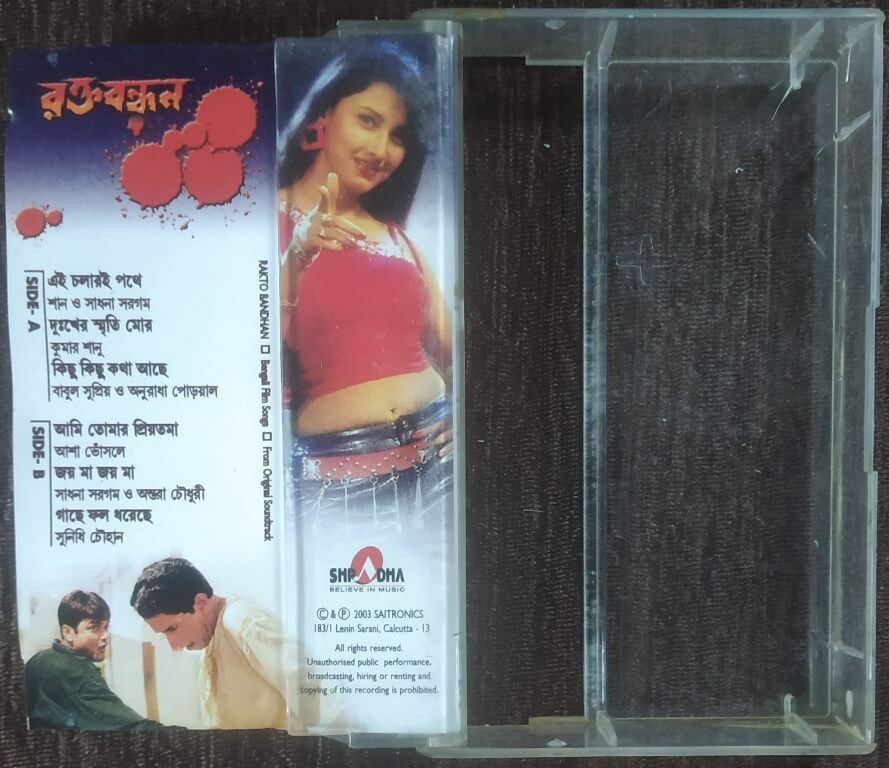 রক্তবন্ধন
SIDE- A
এই চলারই পথে
শান ও সাধনা সরগম
দুঃখের স্মৃতি মোর
কুমার শানু
কিছু কিছু কথা আছে
বাবুল সুপ্রিয় ও অনুরাধা পোড়য়াল
SIDE- B
আমি তোমার প্রিয়তমা
আশা ভোঁসলে
জয় মা জয় মা
সাধনা সরগম ও অন্তরা চৌধুরী
গাছে ফল ধরেছে
সুনিধি চৌহান
RAKTO BANDHAN □ Bengali Film Songs □ From Original Soundtrack
SHRADHA
BELIEVE IN MUSIC
© & ℗ 2003 SAITRONICS
183/1 Lenin Sarani, Calcutta - 13
All rights reserved.
Unauthorised public performance,
broadcasting, hiring or renting and
copying of this recording is prohibited.